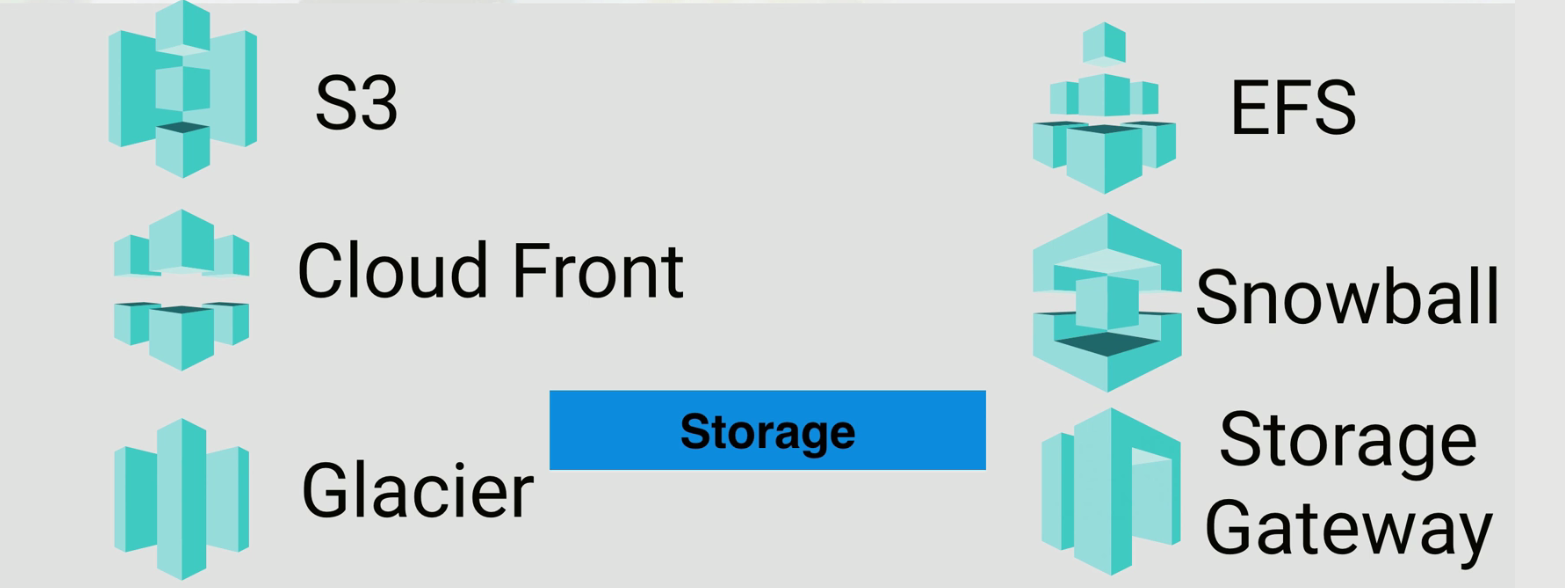 S3
EFS
Cloud Front
Snowball
Storage
Glacier
Storage
Gateway